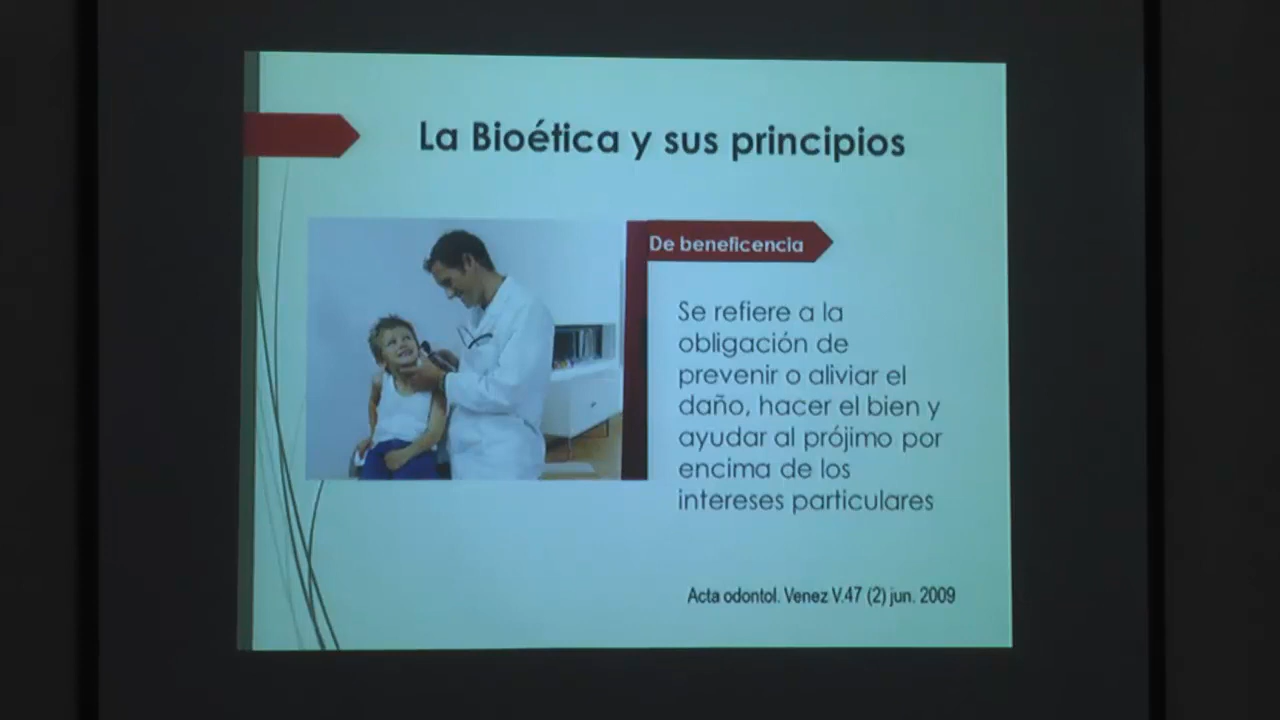 La Bioética y sus principios
De beneficencia
Se refiere a la
obligación de
prevenir o aliviar el
daño, hacer el bien y
ayudar al prójimo por
encima de los
intereses particulares
Acta odontol. Venez V.47 (2) jun. 2009